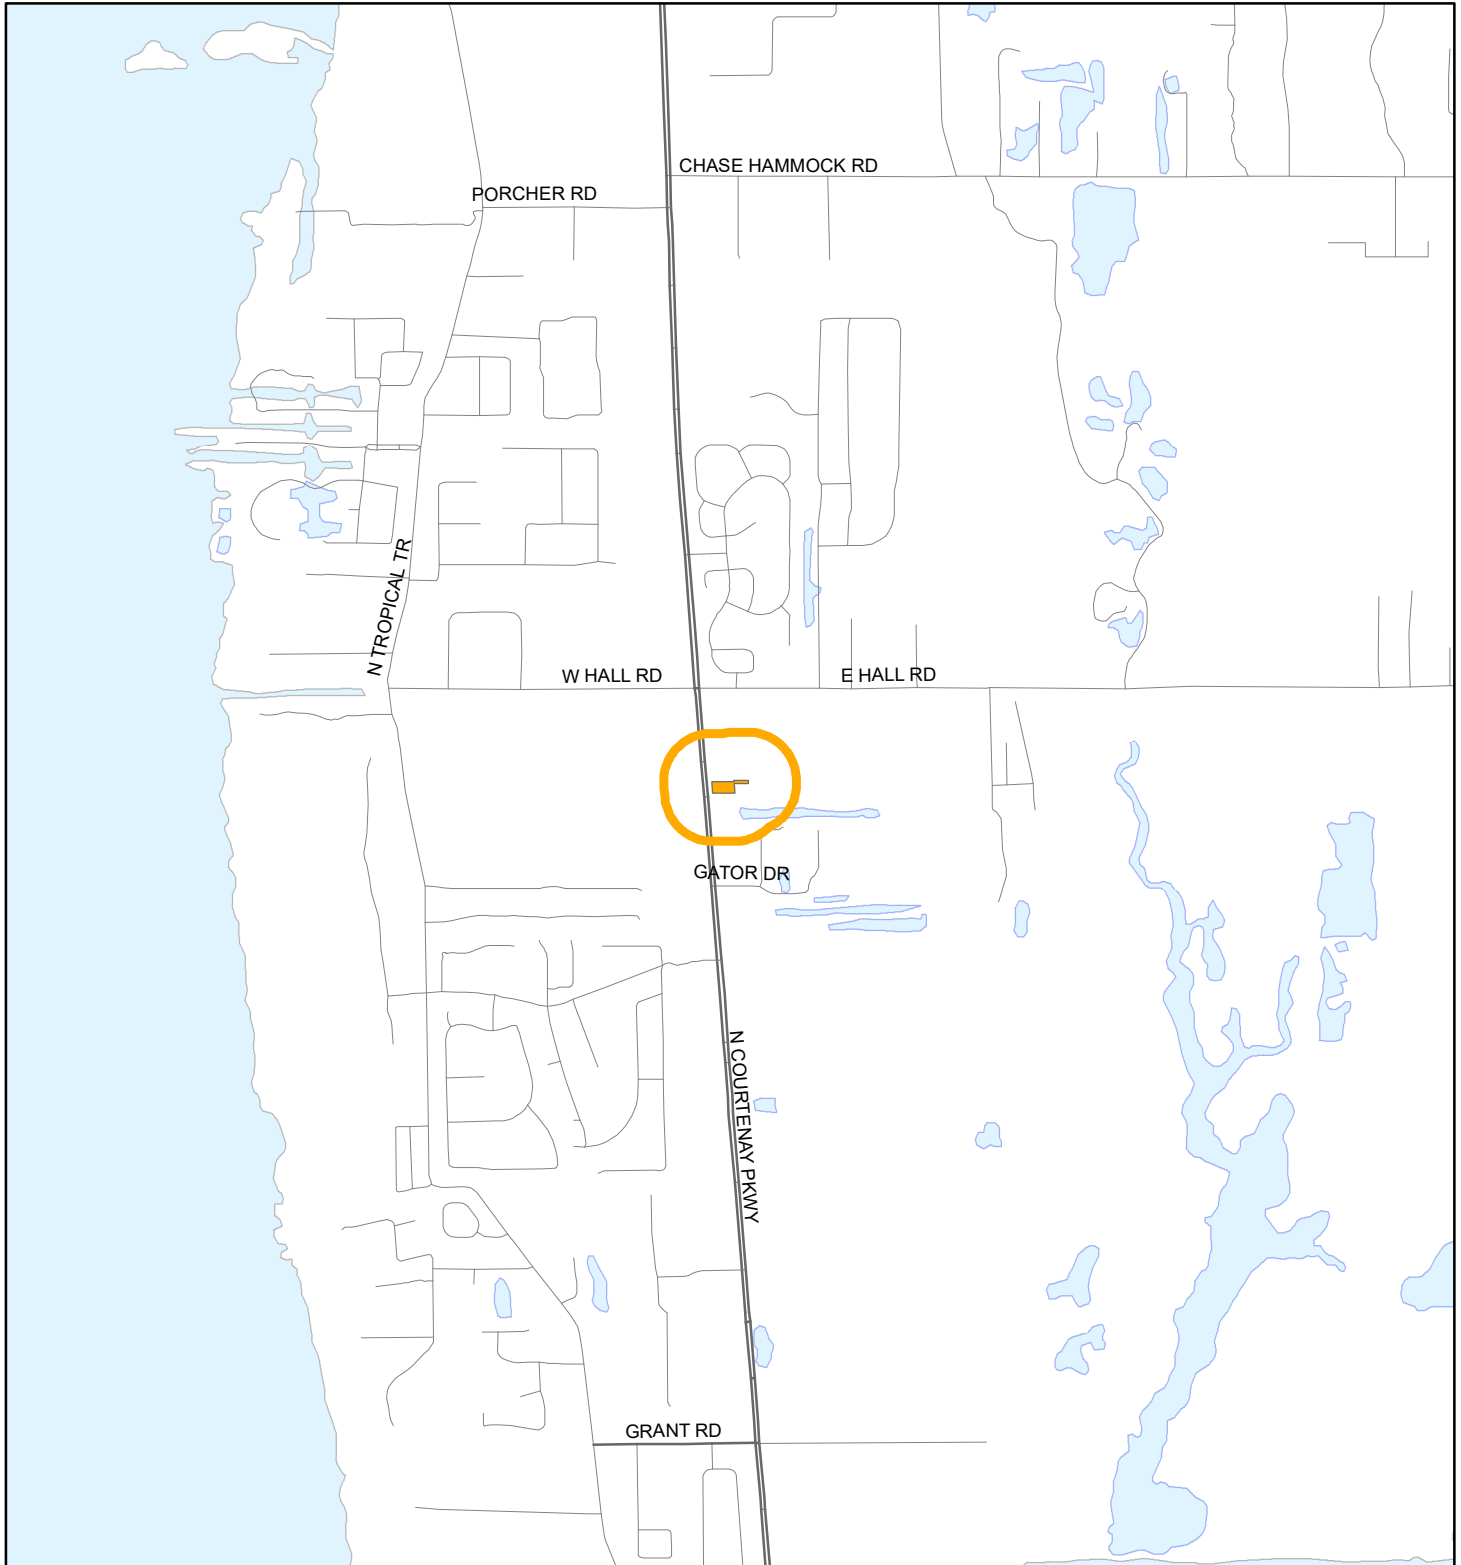 CHASE HAMMOCK RD
PORCHER RD
N TROPICAL TR
W HALL RD
E HALL RD
GATOR DR
N COURTENAY PKWY
GRANT RD